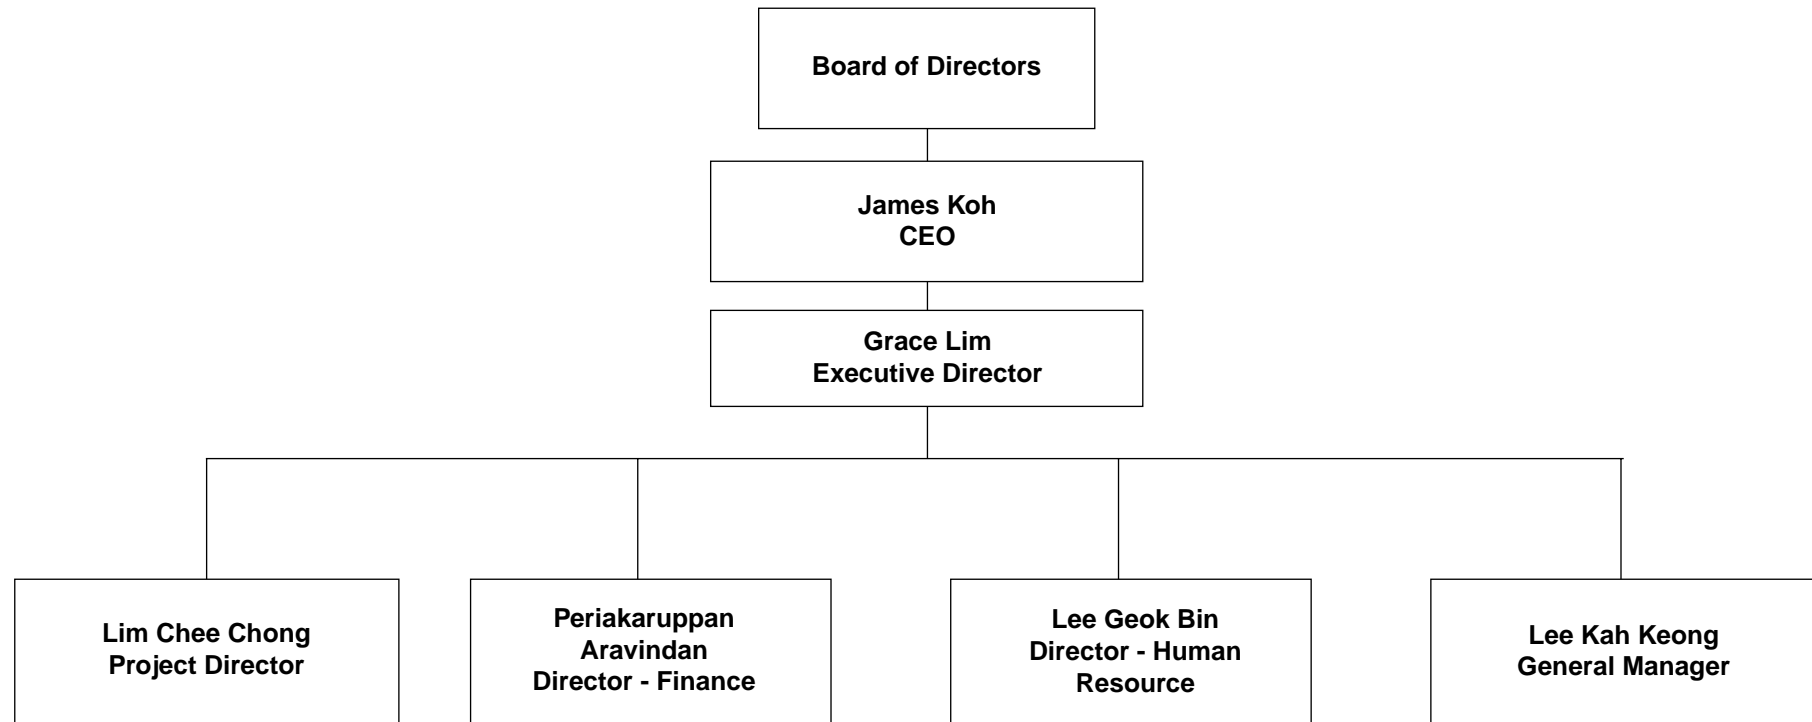 Board of Directors
James Koh
CEO
Grace Lim
Executive Director
Lim Chee Chong
Project Director
Periakaruppan
Aravindan
Director - Finance
Lee Geok Bin
Director - Human
Resource
Lee Kah Keong
General Manager